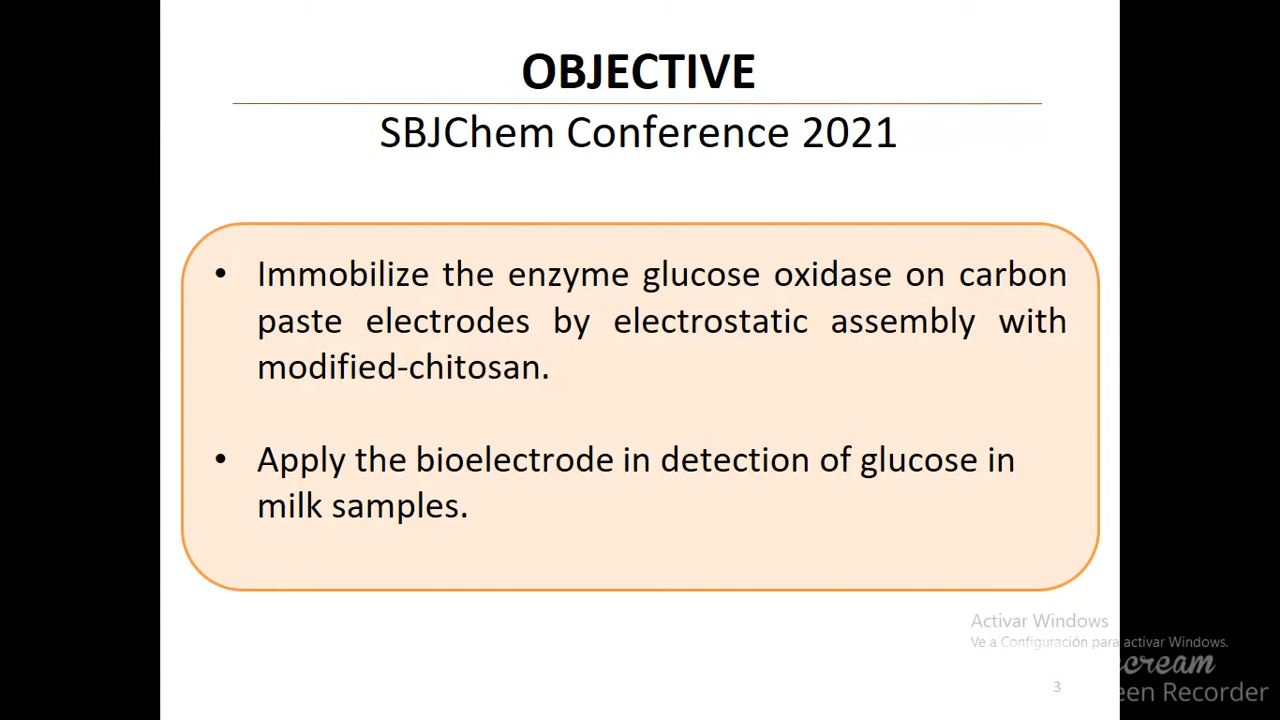 OBJECTIVE
SBJChem Conference 2021
• Immobilize the enzyme glucose oxidase on carbon
paste electrodes by electrostatic assembly with
modified-chitosan.
• Apply the bioelectrode in detection of glucose in
milk samples.
Activar Windows
Ve a Configuración para activar Windows.
3
Recorder